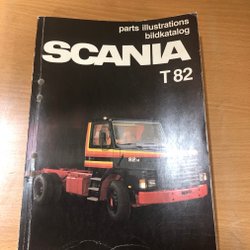 parts illustrations
bildkatalog
SCANIA
T 82